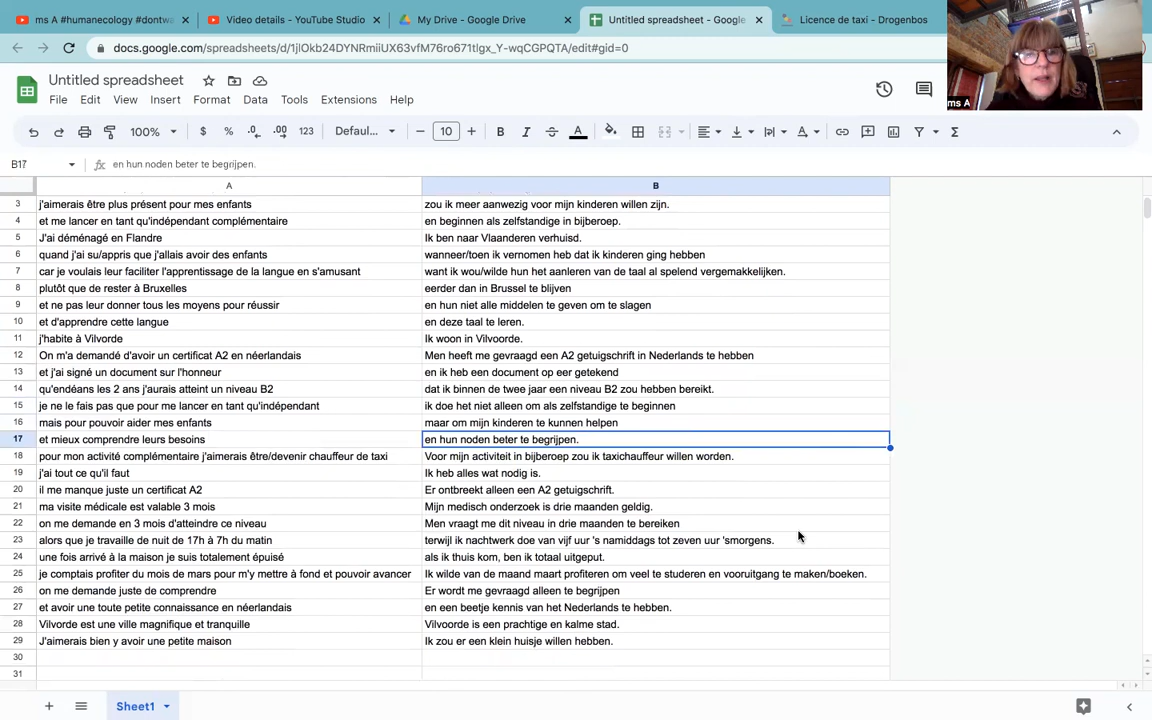 ms A #humanecology #dontwa
Video details - YouTube Studio
My Drive - Google Drive
Untitled spreadsheet - Google
Licence de taxi - Drogenbos
docs.google.com/spreadsheets/d/1jlOkb24DYNRmiiUX63vfM76ro671tlgx_Y-wqCGPQTA/edit#gid=0
ms A
Untitled spreadsheet
File Edit View Insert Format Data Tools Extensions Help
100% $ % .0 .00 123 Defaul... 10 B I A
B17 fx en hun noden beter te begrijpen.
A B
3 j'aimerais être plus présent pour mes enfants zou ik meer aanwezig voor mijn kinderen willen zijn.
4 et me lancer en tant qu'indépendant complémentaire en beginnen als zelfstandige in bijberoep.
5 J'ai déménagé en Flandre Ik ben naar Vlaanderen verhuisd.
6 quand j'ai su/appris que j'allais avoir des enfants wanneer/toen ik vernomen heb dat ik kinderen ging hebben
7 car je voulais leur faciliter l'apprentissage de la langue en s'amusant want ik wou/wilde hun het aanleren van de taal al spelend vergemakkelijken.
8 plutôt que de rester à Bruxelles eerder dan in Brussel te blijven
9 et ne pas leur donner tous les moyens pour réussir en hun niet alle middelen te geven om te slagen
10 et d'apprendre cette langue en deze taal te leren.
11 j'habite à Vilvorde Ik woon in Vilvoorde.
12 On m'a demandé d'avoir un certificat A2 en néerlandais Men heeft me gevraagd een A2 getuigschrift in Nederlands te hebben
13 et j'ai signé un document sur l'honneur en ik heb een document op eer getekend
14 qu'endéans les 2 ans j'aurais atteint un niveau B2 dat ik binnen de twee jaar een niveau B2 zou hebben bereikt.
15 je ne le fais pas que pour me lancer en tant qu'indépendant ik doe het niet alleen om als zelfstandige te beginnen
16 mais pour pouvoir aider mes enfants maar om mijn kinderen te kunnen helpen
17 et mieux comprendre leurs besoins en hun noden beter te begrijpen.
18 pour mon activité complémentaire j'aimerais être/devenir chauffeur de taxi Voor mijn activiteit in bijberoep zou ik taxichauffeur willen worden.
19 j'ai tout ce qu'il faut Ik heb alles wat nodig is.
20 il me manque juste un certificat A2 Er ontbreekt alleen een A2 getuigschrift.
21 ma visite médicale est valable 3 mois Mijn medisch onderzoek is drie maanden geldig.
22 on me demande en 3 mois d'atteindre ce niveau Men vraagt me dit niveau in drie maanden te bereiken
23 alors que je travaille de nuit de 17h à 7h du matin terwijl ik nachtwerk doe van vijf uur 's namiddags tot zeven uur 'smorgens.
24 une fois arrivé à la maison je suis totalement épuisé als ik thuis kom, ben ik totaal uitgeput.
25 je comptais profiter du mois de mars pour m'y mettre à fond et pouvoir avancer Ik wilde van de maand maart profiteren om veel te studeren en vooruitgang te maken/boeken.
26 on me demande juste de comprendre Er wordt me gevraagd alleen te begrijpen
27 et avoir une toute petite connaissance en néerlandais en een beetje kennis van het Nederlands te hebben.
28 Vilvorde est une ville magnifique et tranquille Vilvoorde is een prachtige en kalme stad.
29 J'aimerais bien y avoir une petite maison Ik zou er een klein huisje willen hebben.
30
31
Sheet1